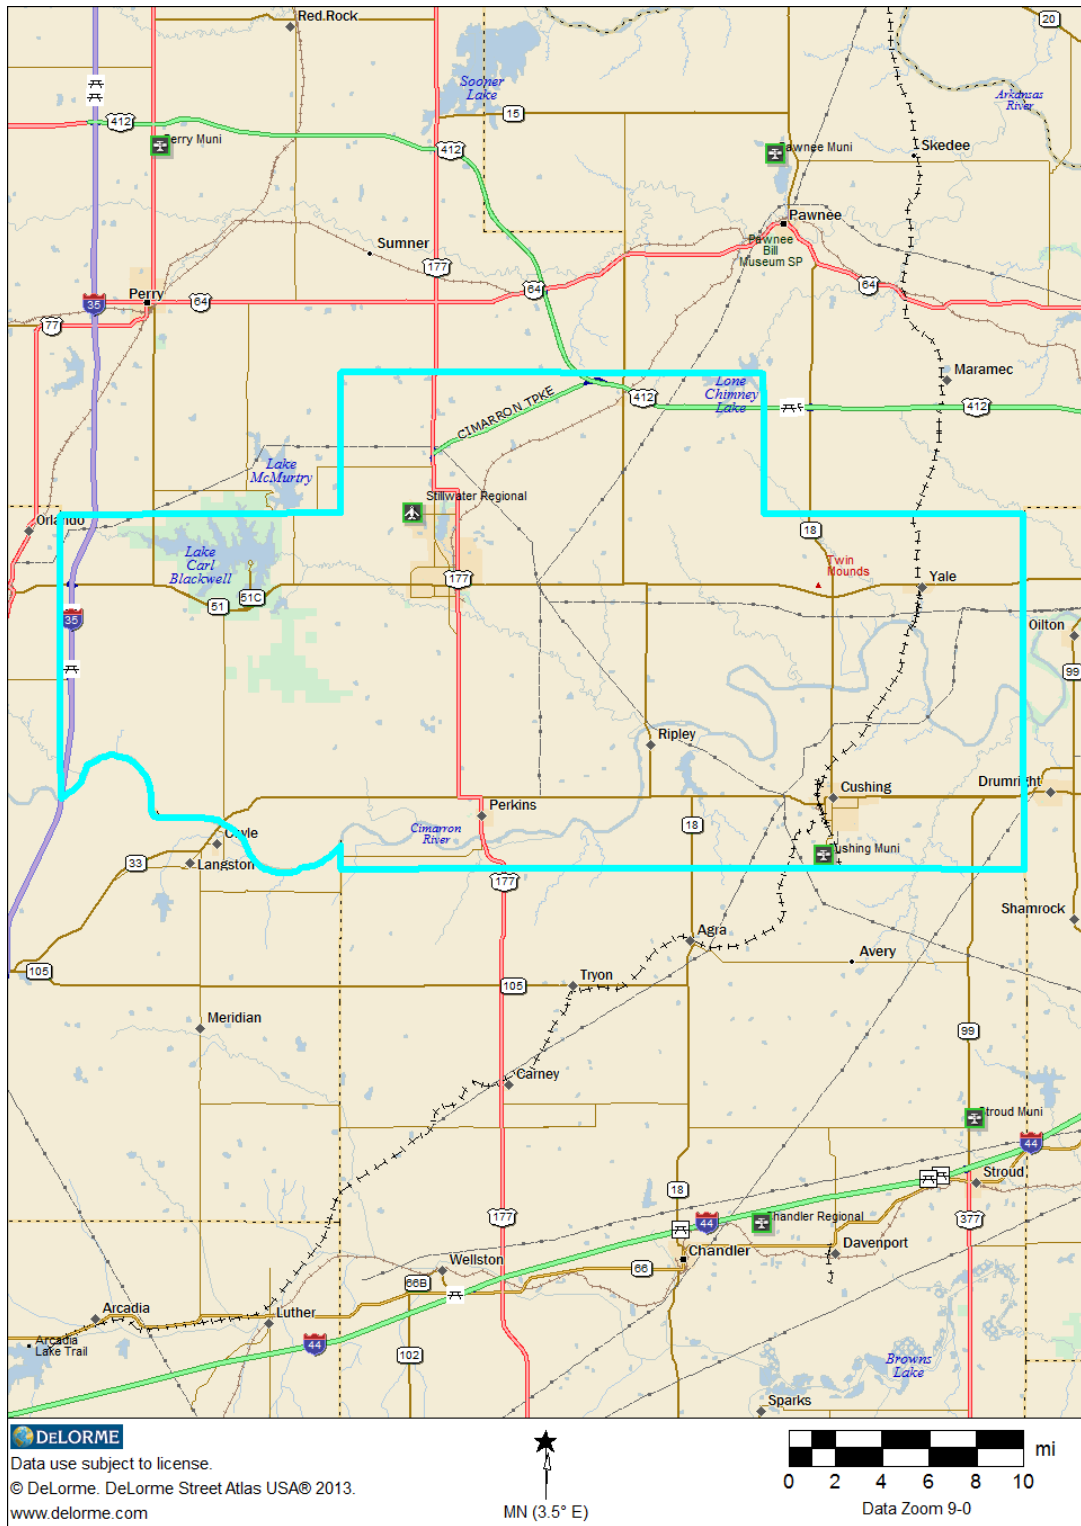 Red Rock
20
Sooner
Lake
Arkansas
River
15
412
Perry Muni
412
Pawnee Muni
Skedee
Pawnee
Pawnee
Bill
Museum SP
Sumner
177
64
64
Perry
35
64
77
Maramec
Lone
Chimney
Lake
CIMARRON TPKE
412
412
Lake
McMurtry
Stillwater Regional
Orlando
18
Lake
Carl
Blackwell
Twin
Mounds
177
Yale
51C
51
35
Oilton
99
Ripley
Cushing
Drumright
Perkins
Cimarron
River
18
Coyle
33
Langston
Cushing Muni
177
Shamrock
Agra
Avery
105
Tryon
105
Meridian
99
Carney
Stroud Muni
44
Stroud
18
177
44
Chandler Regional
377
Davenport
Chandler
Wellston
66B
66
Arcadia
Luther
Arcadia
Lake Trail
44
102
Browns
Lake
Sparks
DELORME
Data use subject to license.
© DeLorme. DeLorme Street Atlas USA® 2013.
www.delorme.com
MN (3.5° E)
mi
0 2 4 6 8 10
Data Zoom 9-0